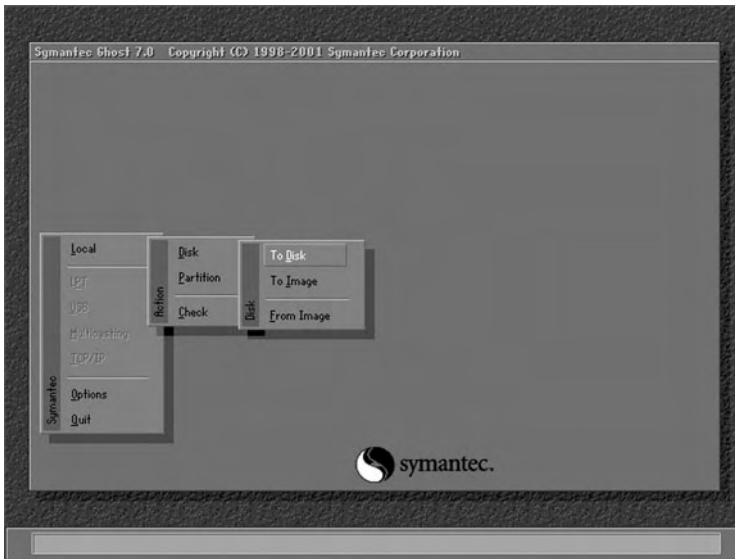 Symantec Ghost 7.0 Copyright (C) 1998-2001 Symantec Corporation
Local
LPT
USB
Multicasting
TCP/IP
Options
Quit
Symantec
Disk
Partition
Check
Action
To Disk
To Image
From Image
Disk
symantec.